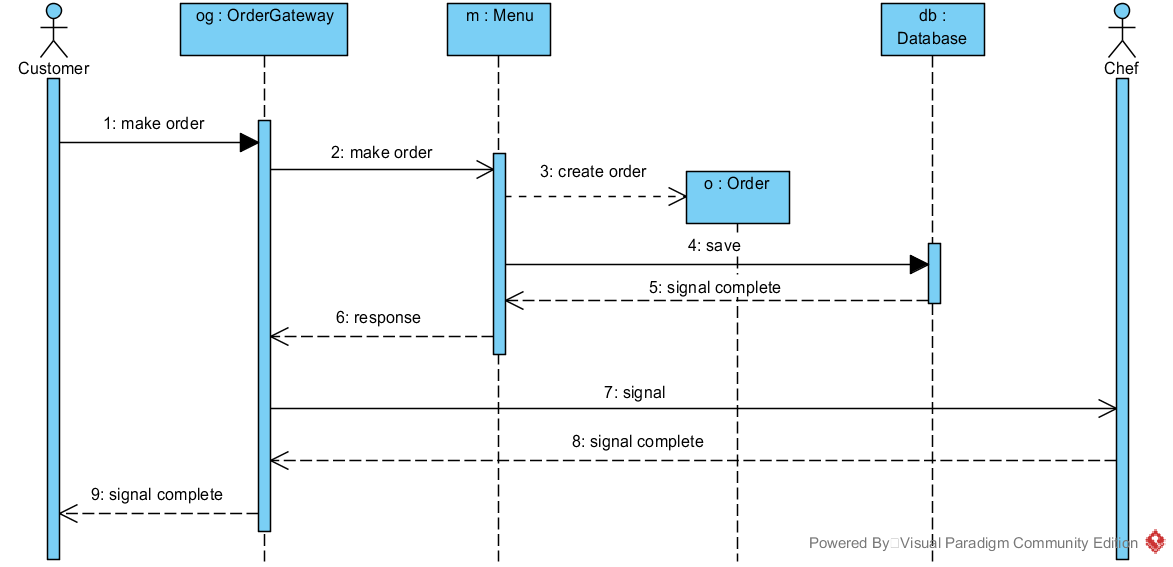 og : OrderGateway
m : Menu
db :
Database
Customer
Chef
1: make order
2: make order
3: create order
o : Order
4: save
5: signal complete
6: response
7: signal
8: signal complete
9: signal complete
Powered By Visual Paradigm Community Edition